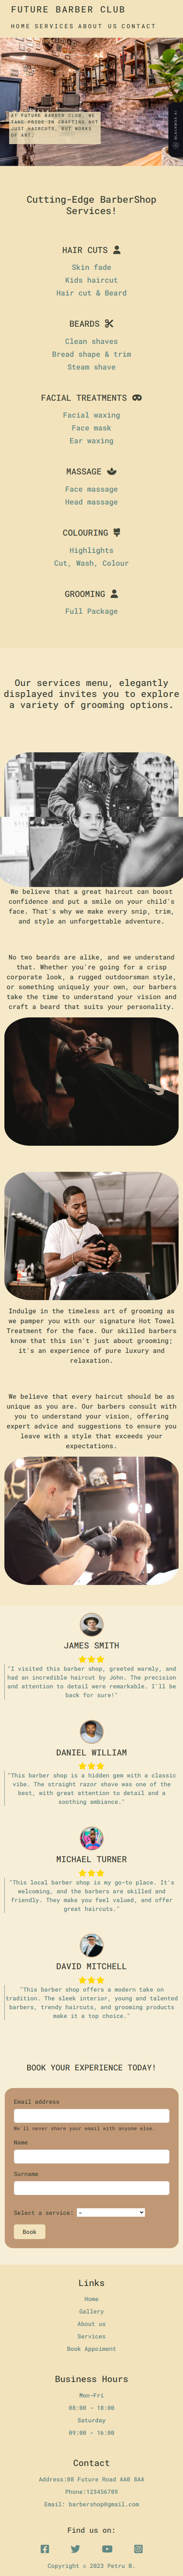 FUTURE BARBER CLUB
HOME SERVICES ABOUT US CONTACT
AT FUTURE BARBER CLUB, WE
TAKE PRIDE IN CRAFTING NOT
JUST HAIRCUTS, BUT WORKS
OF ART.
BLACKBOX AI
Cutting-Edge BarberShop
Services!
HAIR CUTS
Skin fade
Kids haircut
Hair cut & Beard
BEARDS
Clean shaves
Bread shape & trim
Steam shave
FACIAL TREATMENTS
Facial waxing
Face mask
Ear waxing
MASSAGE
Face massage
Head massage
COLOURING
Highlights
Cut, Wash, Colour
GROOMING
Full Package
Our services menu, elegantly
displayed invites you to explore
a variety of grooming options.
We believe that a great haircut can boost
confidence and put a smile on your child's
face. That's why we make every snip, trim,
and style an unforgettable adventure.
No two beards are alike, and we understand
that. Whether you're going for a crisp
corporate look, a rugged outdoorsman style,
or something uniquely your own, our barbers
take the time to understand your vision and
craft a beard that suits your personality.
Indulge in the timeless art of grooming as
we pamper you with our signature Hot Towel
Treatment for the face. Our skilled barbers
know that this isn't just about grooming;
it's an experience of pure luxury and
relaxation.
We believe that every haircut should be as
unique as you are. Our barbers consult with
you to understand your vision, offering
expert advice and suggestions to ensure you
leave with a style that exceeds your
expectations.
JAMES SMITH
"I visited this barber shop, greeted warmly, and
had an incredible haircut by John. The precision
and attention to detail were remarkable. I'll be
back for sure!"
DANIEL WILLIAM
"This barber shop is a hidden gem with a classic
vibe. The straight razor shave was one of the
best, with great attention to detail and a
soothing ambiance."
MICHAEL TURNER
"This local barber shop is my go-to place. It's
welcoming, and the barbers are skilled and
friendly. They make you feel valued, and offer
great haircuts."
DAVID MITCHELL
"This barber shop offers a modern take on
tradition. The sleek interior, young and talented
barbers, trendy haircuts, and grooming products
make it a top choice."
BOOK YOUR EXPERIENCE TODAY!
Email address
We'll never share your email with anyone else.
Name
Surname
Select a service: -
Book
Links
Home
Gallery
About us
Services
Book Appoiment
Business Hours
Mon-Fri
08:00 - 18:00
Saturday
09:00 - 16:00
Contact
Address:88 Future Road AA0 8AA
Phone:123456789
Email: barbershop@gmail.com
Find us on:
Copyright © 2023 Petru B.